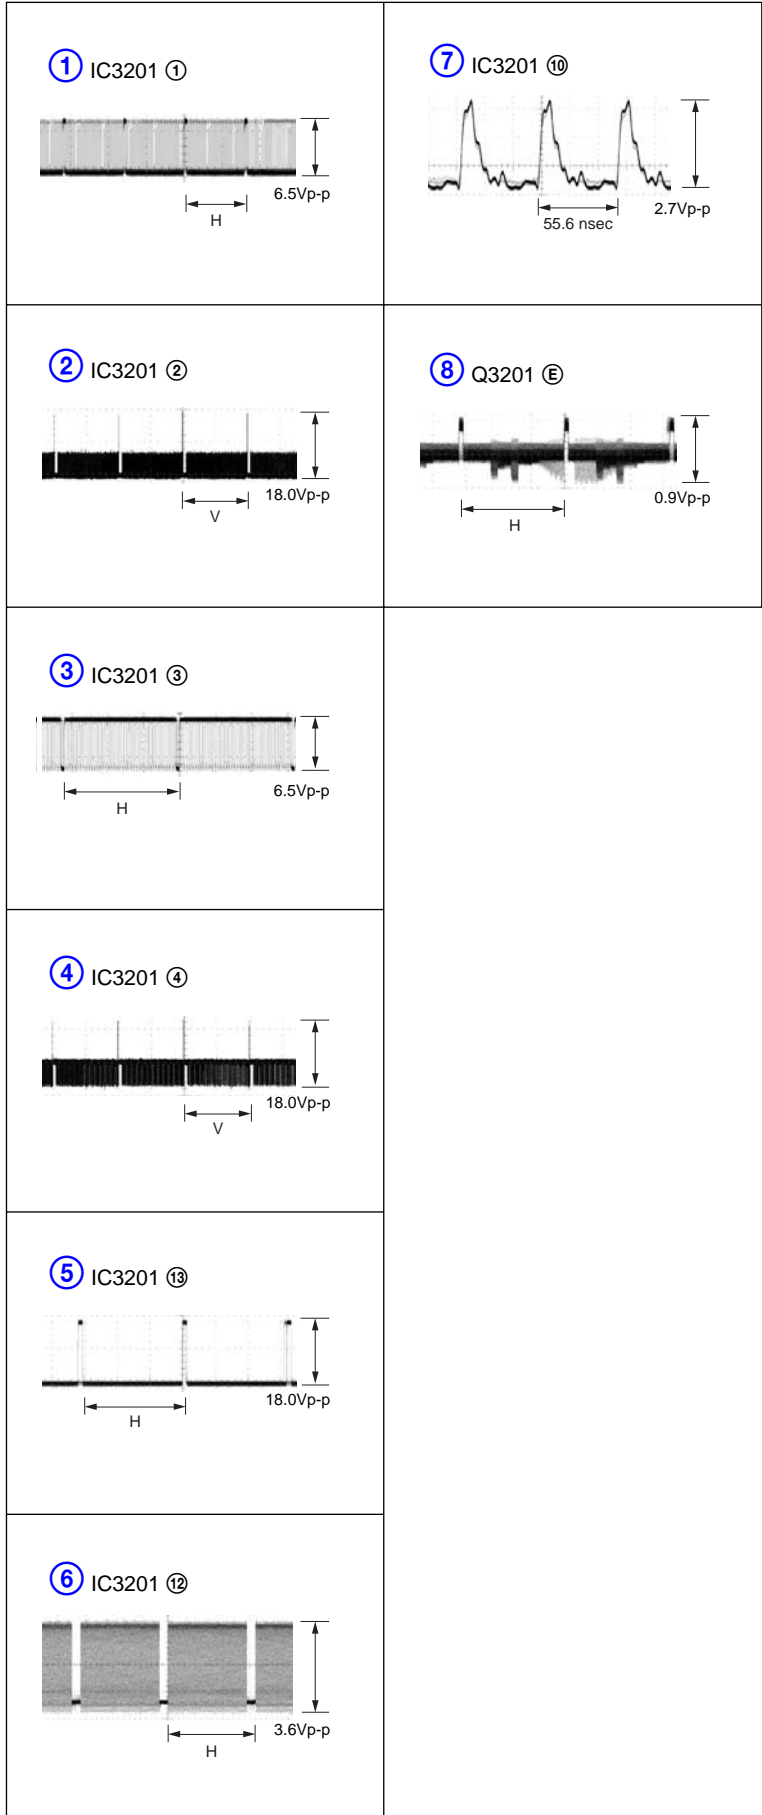 ① IC3201 ①
6.5Vp-p
H
② IC3201 ②
18.0Vp-p
V
③ IC3201 ③
6.5Vp-p
H
④ IC3201 ④
18.0Vp-p
V
⑤ IC3201 ⑬
18.0Vp-p
H
⑥ IC3201 ⑫
3.6Vp-p
H
⑦ IC3201 ⑩
2.7Vp-p
55.6 nsec
⑧ Q3201 Ⓔ
0.9Vp-p
H